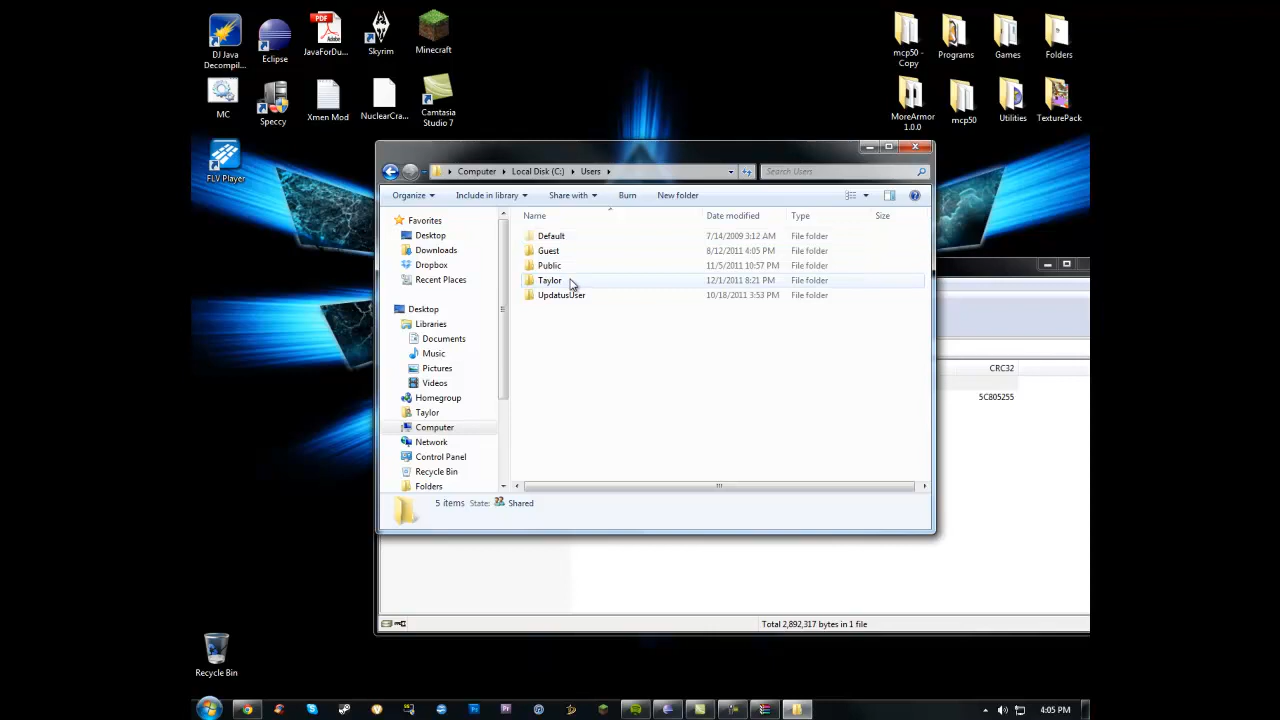 DJ Java
Decompil...
Eclipse
PDF
Adobe
JavaForDu...
Skyrim
Minecraft
mcp50 -
Copy
Programs
Games
Folders
MC
Speccy
Xmen Mod
NuclearCra...
Camtasia
Studio 7
MoreArmor
1.0.0
mcp50
Utilities
TexturePack
FLV Player
Computer
Local Disk (C:)
Users
Search Users
Organize
Include in library
Share with
Burn
New folder
Favorites
Desktop
Downloads
Dropbox
Recent Places
Desktop
Libraries
Documents
Music
Pictures
Videos
Homegroup
Taylor
Computer
Network
Control Panel
Recycle Bin
Folders
Name Date modified Type Size
Default 7/14/2009 3:12 AM File folder
Guest 8/12/2011 4:05 PM File folder
Public 11/5/2011 10:57 PM File folder
Taylor 12/1/2011 8:21 PM File folder
UpdatusUser 10/18/2011 3:53 PM File folder
5 items State: Shared
CRC32
5C805255
Total 2,892,317 bytes in 1 file
Recycle Bin
4:05 PM